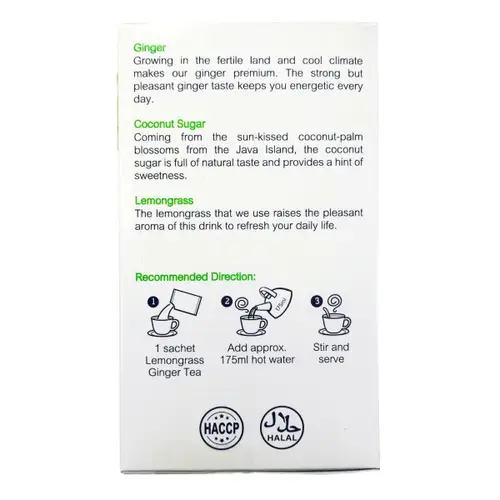 Ginger
Growing in the fertile land and cool climate
makes our ginger premium. The strong but
pleasant ginger taste keeps you energetic every
day.
Coconut Sugar
Coming from the sun-kissed coconut-palm
blossoms from the Java Island, the coconut
sugar is full of natural taste and provides a hint of
sweetness.
Lemongrass
The lemongrass that we use raises the pleasant
aroma of this drink to refresh your daily life.
Recommended Direction:
1 2 175ml 3
1 sachet
Lemongrass
Ginger Tea
Add approx.
175ml hot water
Stir and
serve
HACCP
حلال
HALAL